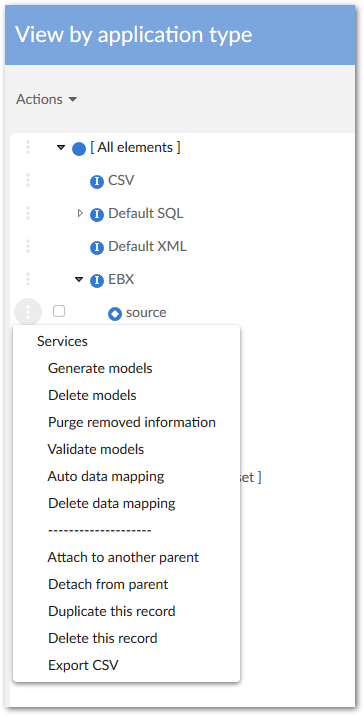 View by application type
Actions
[ All elements ]
CSV
Default SQL
Default XML
EBX
source
Services
Generate models
Delete models
Purge removed information
Validate models
Auto data mapping
set ]
Delete data mapping
--------------------
Attach to another parent
Detach from parent
Duplicate this record
Delete this record
Export CSV